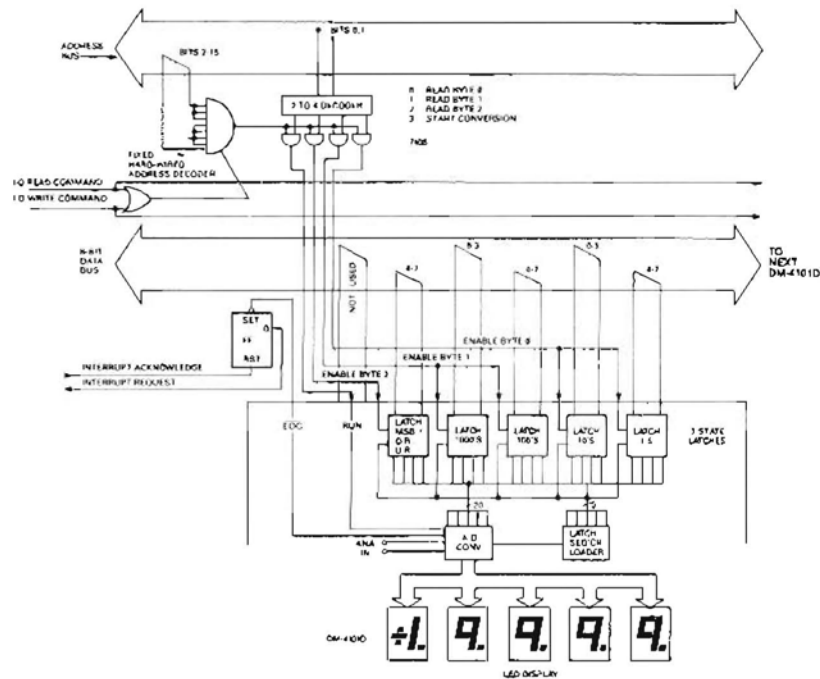 BITS 0,1
ADDRESS
BUS
BITS 2-15
2 TO 4 DECODER
0 READ BYTE 0
1 READ BYTE 1
2 READ BYTE 2
3 START CONVERSION
FIXED
HARD-WIRED
ADDRESS DECODER
I/O READ COMMAND
I/O WRITE COMMAND
8-BIT
DATA
BUS
NOT USED
4-7
0-3
4-7
0-3
4-7
TO
NEXT
DM-4101D
SET
FF
Q
RST
ENABLE BYTE 0
ENABLE BYTE 1
ENABLE BYTE 2
INTERRUPT ACKNOWLEDGE
INTERRUPT REQUEST
EOC
RUN
LATCH
MSB 1
O/R
U/R
LATCH
1000'S
LATCH
100'S
LATCH
10'S
LATCH
1'S
3 STATE
LATCHES
20
ANA
IN
A/D
CONV
LATCH
SEQ'CR
LOADER
DM-4101D
±1. 9. 9. 9. 9.
LED DISPLAY